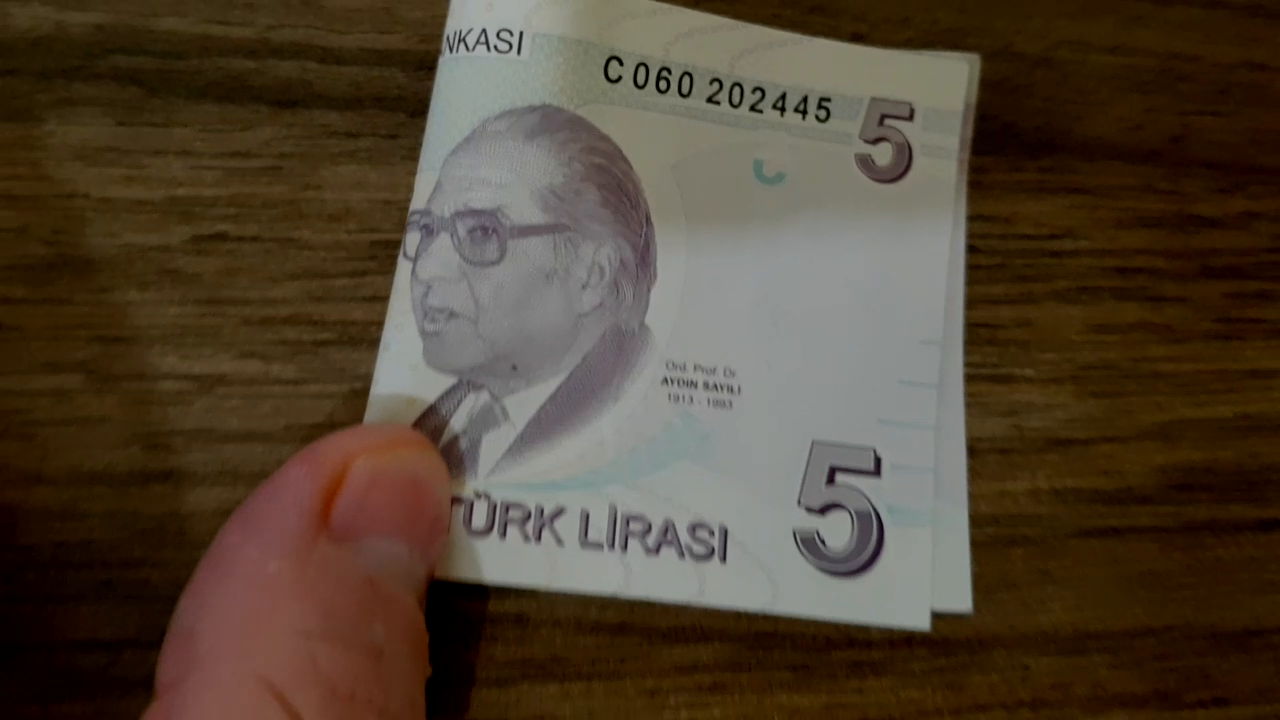 NKASI
C060 202445 5
Ord. Prof. Dr.
AYDIN SAYILI
1913 - 1993
TÜRK LİRASI 5